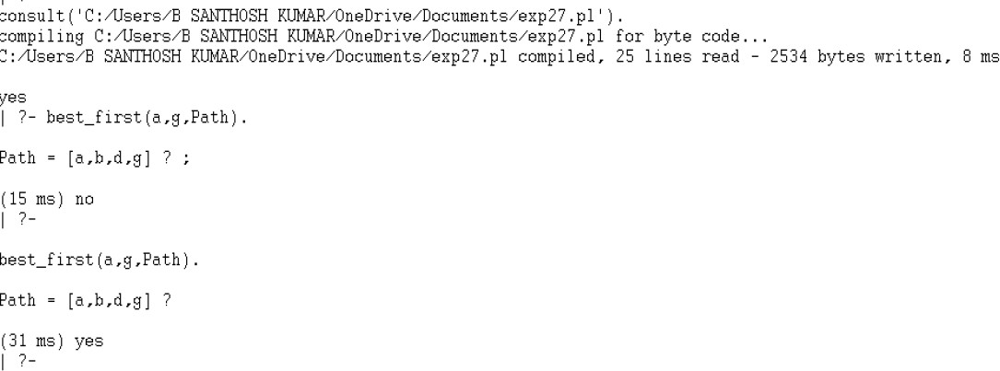 consult('C:/Users/B SANTHOSH KUMAR/OneDrive/Documents/exp27.pl').
compiling C:/Users/B SANTHOSH KUMAR/OneDrive/Documents/exp27.pl for byte code...
C:/Users/B SANTHOSH KUMAR/OneDrive/Documents/exp27.pl compiled, 25 lines read - 2534 bytes written, 8 ms
yes
| ?- best_first(a,g,Path).
Path = [a,b,d,g] ? ;
(15 ms) no
| ?-
best_first(a,g,Path).
Path = [a,b,d,g] ?
(31 ms) yes
| ?-